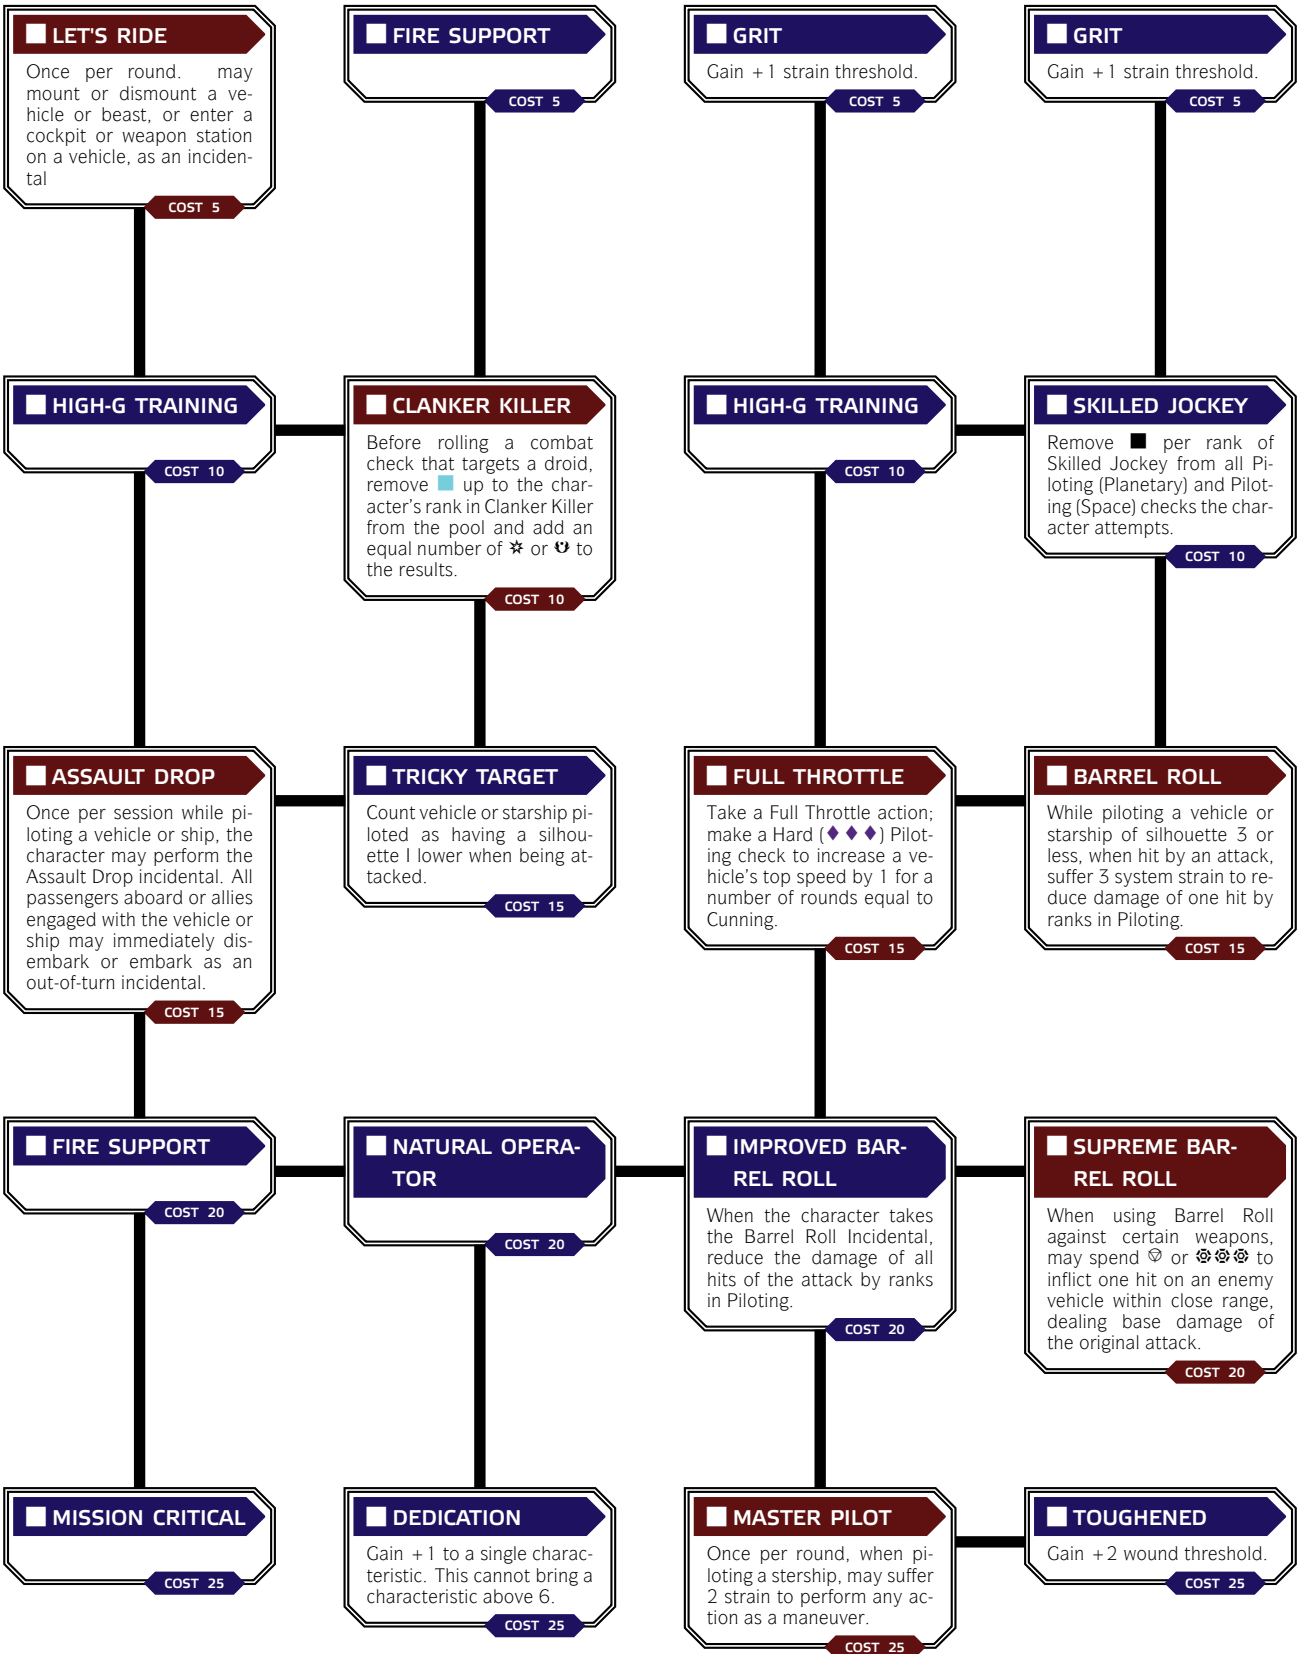 LET'S RIDE
Once per round. may
mount or dismount a ve-
hicle or beast, or enter a
cockpit or weapon station
on a vehicle, as an inciden-
tal
COST 5
FIRE SUPPORT
COST 5
GRIT
Gain +1 strain threshold.
COST 5
GRIT
Gain +1 strain threshold.
COST 5
HIGH-G TRAINING
COST 10
CLANKER KILLER
Before rolling a combat
check that targets a droid,
remove up to the char-
acter's rank in Clanker Killer
from the pool and add an
equal number of or to
the results.
COST 10
HIGH-G TRAINING
COST 10
SKILLED JOCKEY
Remove per rank of
Skilled Jockey from all Pi-
loting (Planetary) and Pilot-
ing (Space) checks the char-
acter attempts.
COST 10
ASSAULT DROP
Once per session while pi-
loting a vehicle or ship, the
character may perform the
Assault Drop incidental. All
passengers aboard or allies
engaged with the vehicle or
ship may immediately dis-
embark or embark as an
out-of-turn incidental.
COST 15
TRICKY TARGET
Count vehicle or starship pi-
loted as having a silhou-
ette I lower when being at-
tacked.
COST 15
FULL THROTTLE
Take a Full Throttle action;
make a Hard (♦ ♦ ♦) Pilot-
ing check to increase a ve-
hicle's top speed by 1 for a
number of rounds equal to
Cunning.
COST 15
BARREL ROLL
While piloting a vehicle or
starship of silhouette 3 or
less, when hit by an attack,
suffer 3 system strain to re-
duce damage of one hit by
ranks in Piloting.
COST 15
FIRE SUPPORT
COST 20
NATURAL OPERA-
TOR
COST 20
IMPROVED BAR-
REL ROLL
When the character takes
the Barrel Roll Incidental,
reduce the damage of all
hits of the attack by ranks
in Piloting.
COST 20
SUPREME BAR-
REL ROLL
When using Barrel Roll
against certain weapons,
may spend or to
inflict one hit on an enemy
vehicle within close range,
dealing base damage of
the original attack.
COST 20
MISSION CRITICAL
COST 25
DEDICATION
Gain +1 to a single charac-
teristic. This cannot bring a
characteristic above 6.
COST 25
MASTER PILOT
Once per round, when pi-
loting a stership, may suffer
2 strain to perform any ac-
tion as a maneuver.
COST 25
TOUGHENED
Gain +2 wound threshold.
COST 25